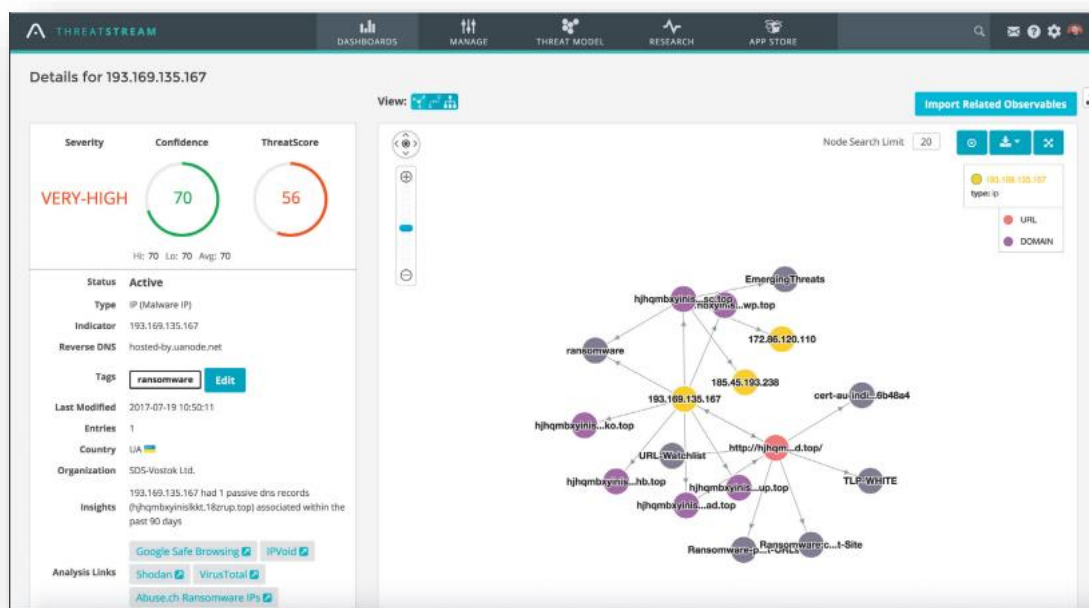 THREATSTREAM
DASHBOARDS
MANAGE
THREAT MODEL
RESEARCH
APP STORE
Details for 193.169.135.167
View:
Import Related Observables
Severity Confidence ThreatScore
VERY-HIGH 70 56
Hi: 70 Lo: 70 Avg: 70
Status Active
Type IP (Malware IP)
Indicator 193.169.135.167
Reverse DNS hosted-by.uanode.net
Tags ransomware Edit
Last Modified 2017-07-19 10:50:11
Entries 1
Country UA
Organization SDS-Vostok Ltd.
Insights 193.169.135.167 had 1 passive dns records
(hjhqmbxyinislkkt.18zrup.top) associated within the
past 90 days
Analysis Links
Google Safe Browsing IPVoid
Shodan VirusTotal
Abuse.ch Ransomware IPs
Node Search Limit 20
193.169.135.167
type: ip
URL
DOMAIN
EmergingThreats
hjhqmbxyinis...sc.top
...wp.top
172.86.120.110
ransomware
185.45.193.238
193.169.135.167
cert-au-indi...6b48a4
hjhqmbxyinis...ko.top
http://hjhqm...d.top/
URL-Watchlist
hjhqmbxyinis...hb.top
hjhqmbxyinis...up.top
TLP-WHITE
hjhqmbxyinis...ad.top
Ransomware-p...t-URLs
Ransomware:c...t-Site